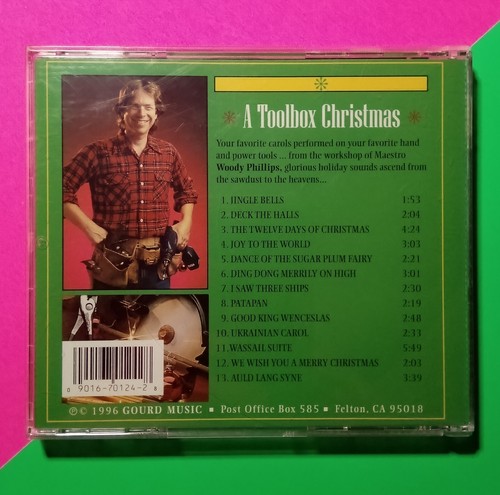 A Toolbox Christmas
Your favorite carols performed on your favorite hand
and power tools ... from the workshop of Maestro
Woody Phillips, glorious holiday sounds ascend from
the sawdust to the heavens...
1. JINGLE BELLS 1:53
2. DECK THE HALLS 2:04
3. THE TWELVE DAYS OF CHRISTMAS 4:24
4. JOY TO THE WORLD 3:03
5. DANCE OF THE SUGAR PLUM FAIRY 2:21
6. DING DONG MERRILY ON HIGH 3:01
7. I SAW THREE SHIPS 2:30
8. PATAPAN 2:19
9. GOOD KING WENCESLAS 2:48
10. UKRAINIAN CAROL 2:33
11. WASSAIL SUITE 5:49
12. WE WISH YOU A MERRY CHRISTMAS 2:03
13. AULD LANG SYNE 3:39
0 9016-70124-2 8
℗© 1996 GOURD MUSIC ▪ Post Office Box 585 ▪ Felton, CA 95018